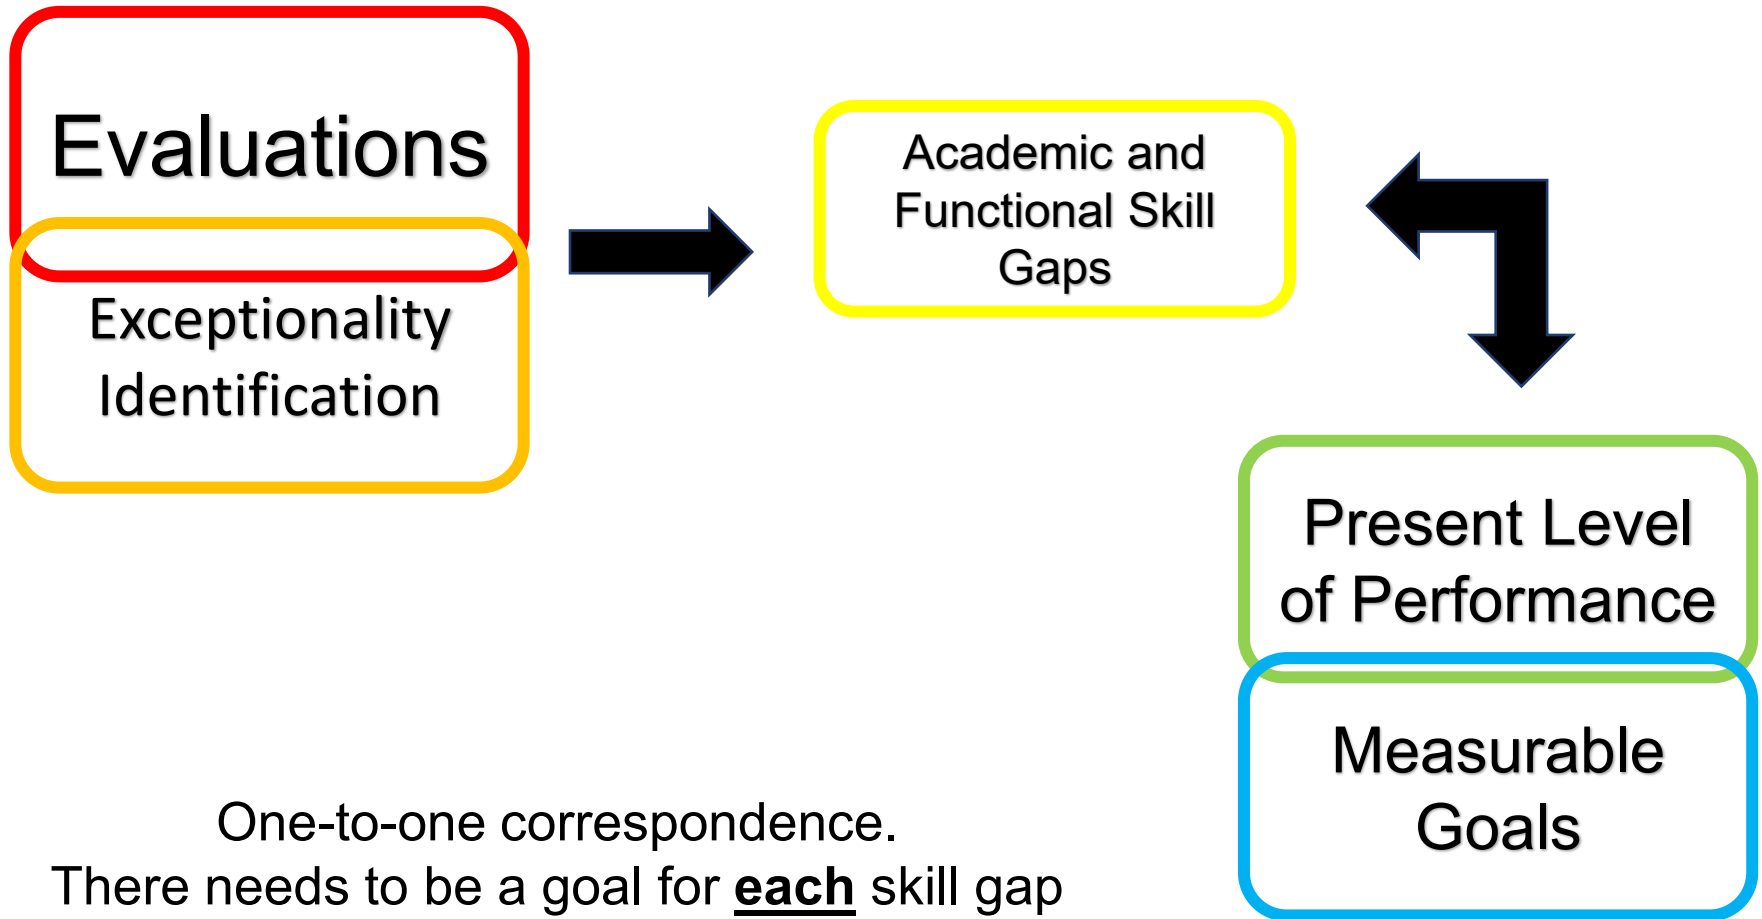 Evaluations
Exceptionality
Identification
Academic and
Functional Skill
Gaps
Present Level
of Performance
Measurable
Goals
One-to-one correspondence.
There needs to be a goal for each skill gap